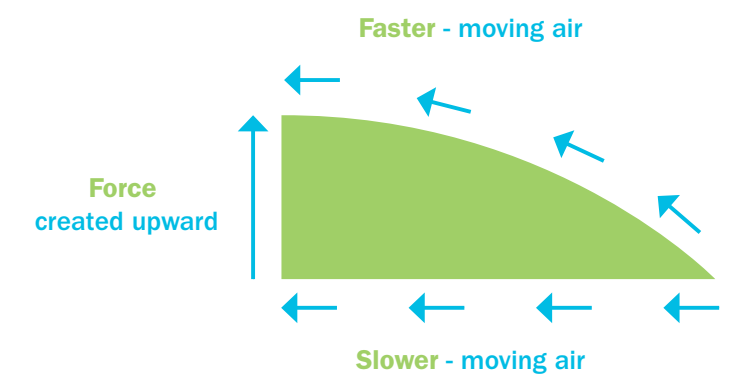 Faster - moving air
Force
created upward
Slower - moving air